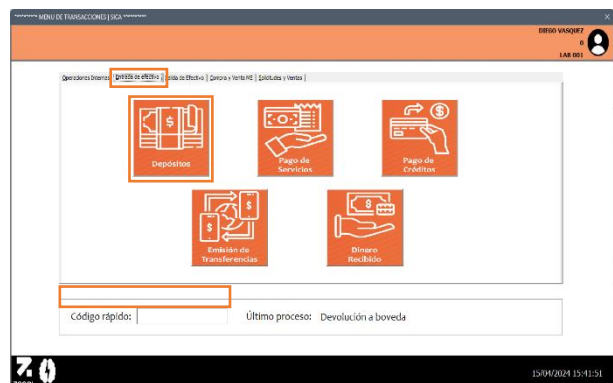 ********** MENU DE TRANSACCIONES | SICA **********
DIEGO VASQUEZ
0
LAB 001
Operaciones Internas | Entrada de efectivo | Salida de Efectivo | Compra y Venta ME | Solicitudes y Ventas |
Depósitos
Pago de
Servicios
Pago de
Créditos
Emisión de
Transferencias
Dinero
Recibido
Código rápido:
Último proceso: Devolución a boveda
15/04/2024 15:41:51